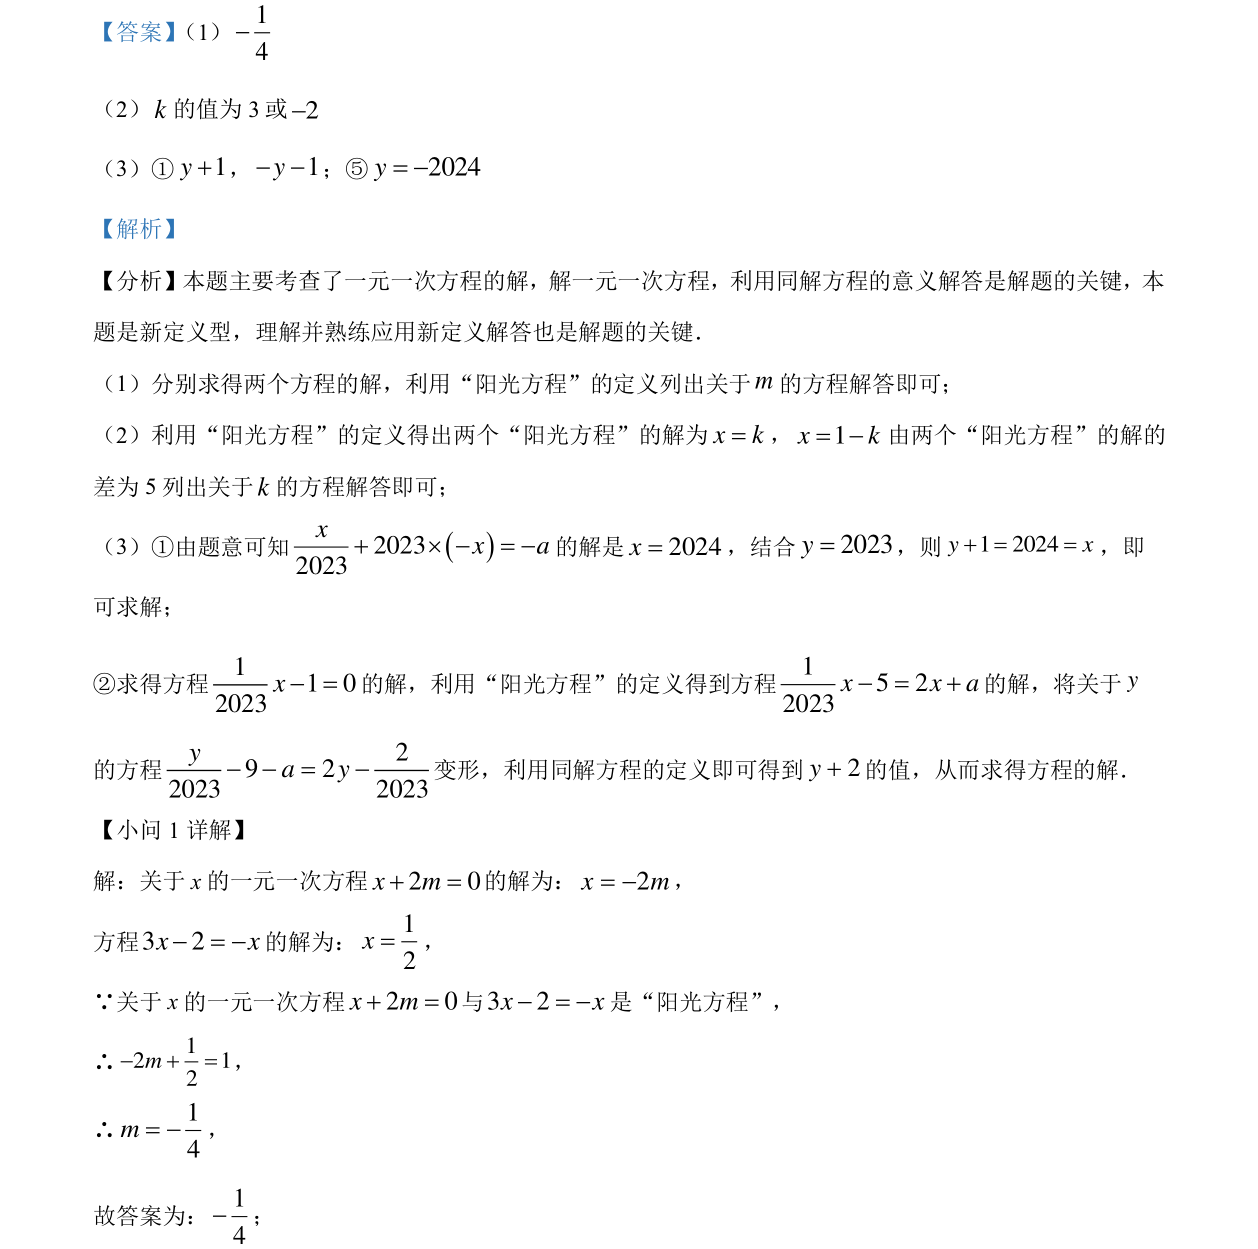 【答案】（1）$-\frac{1}{4}$
（2）$k$ 的值为 3 或 $-2$
（3）① $y+1$，$-y-1$；⑤ $y=-2024$
【解析】
【分析】本题主要考查了一元一次方程的解，解一元一次方程，利用同解方程的意义解答是解题的关键，本
题是新定义型，理解并熟练应用新定义解答也是解题的关键．
（1）分别求得两个方程的解，利用“阳光方程”的定义列出关于 $m$ 的方程解答即可；
（2）利用“阳光方程”的定义得出两个“阳光方程”的解为 $x=k$，$x=1-k$ 由两个“阳光方程”的解的
差为 5 列出关于 $k$ 的方程解答即可；
（3）①由题意可知 $\frac{x}{2023}+2023\times(-x)=-a$ 的解是 $x=2024$，结合 $y=2023$，则 $y+1=2024=x$，即
可求解；
②求得方程 $\frac{1}{2023}x-1=0$ 的解，利用“阳光方程”的定义得到方程 $\frac{1}{2023}x-5=2x+a$ 的解，将关于 $y$
的方程 $\frac{y}{2023}-9-a=2y-\frac{2}{2023}$ 变形，利用同解方程的定义即可得到 $y+2$ 的值，从而求得方程的解．
【小问 1 详解】
解：关于 $x$ 的一元一次方程 $x+2m=0$ 的解为：$x=-2m$，
方程 $3x-2=-x$ 的解为：$x=\frac{1}{2}$，
∵关于 $x$ 的一元一次方程 $x+2m=0$ 与 $3x-2=-x$ 是“阳光方程”，
∴ $-2m+\frac{1}{2}=1$，
∴ $m=-\frac{1}{4}$，
故答案为：$-\frac{1}{4}$；